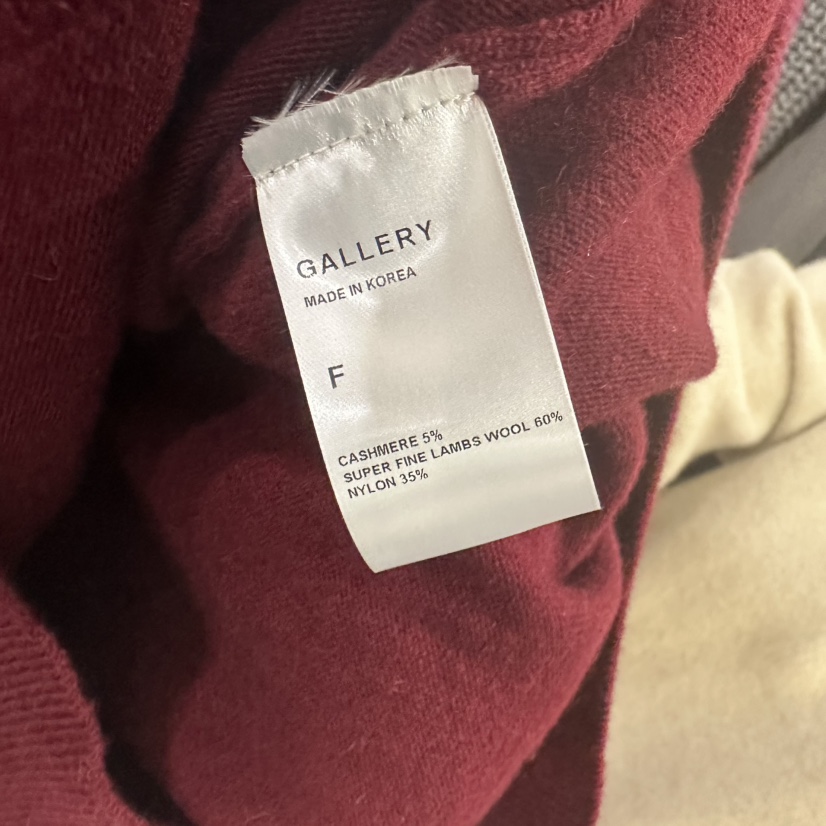 GALLERY
MADE IN KOREA
F
CASHMERE 5%
SUPER FINE LAMBS WOOL 60%
NYLON 35%